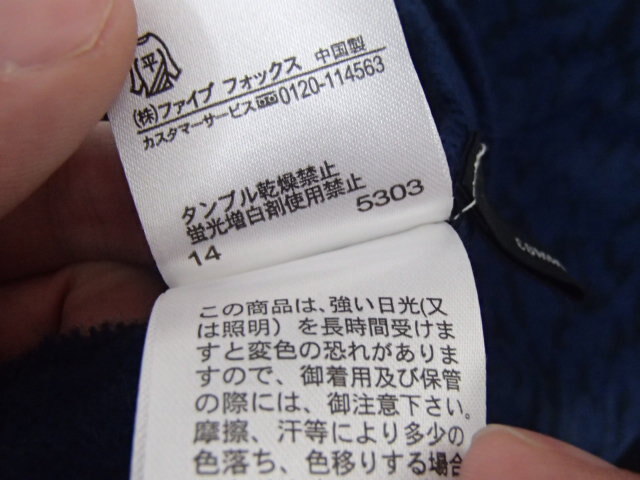 平
(株)ファイブ フォックス 中国製
カスタマーサービス 0120-114563
タンブル乾燥禁止
蛍光増白剤使用禁止
14 5303
この商品は、強い日光(又
は照明）を長時間受けま
すと変色の恐れがありま
すので、御着用及び保管
の際には、御注意下さい。
摩擦、汗等により多少の
色落ち、色移りする場合